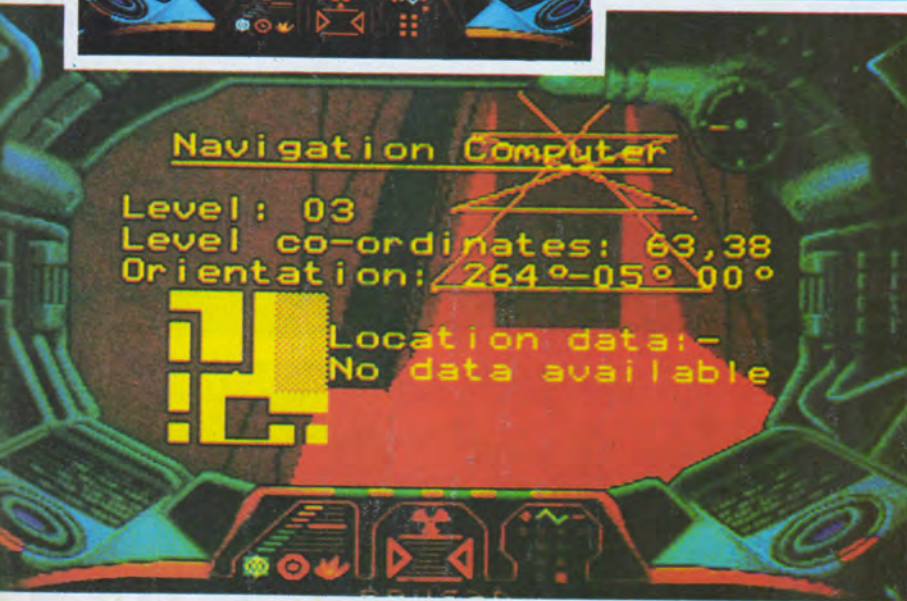 Navigation Computer
Level: 03
Level co-ordinates: 63,38
Orientation: 264°-05° 00°
Location data:-
No data available